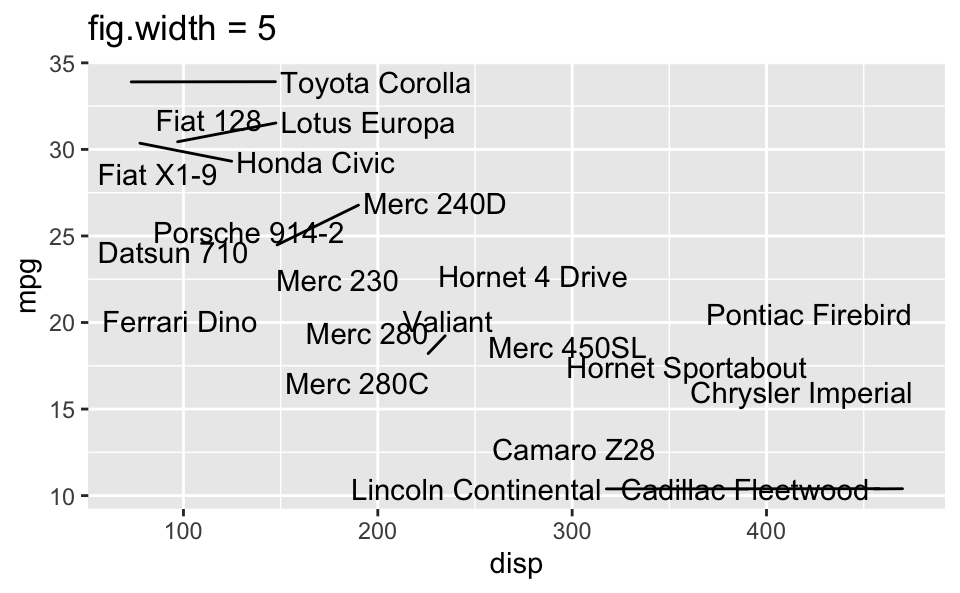 fig.width = 5
35
Toyota Corolla
Fiat 128
Lotus Europa
30
Honda Civic
Fiat X1-9
Merc 240D
25
Porsche 914-2
Datsun 710
Merc 230
Hornet 4 Drive
mpg
20
Ferrari Dino
Merc 280
Valiant
Pontiac Firebird
Merc 450SL
Hornet Sportabout
Merc 280C
Chrysler Imperial
15
Camaro Z28
10
Lincoln Continental
Cadillac Fleetwood
100
200
300
400
disp